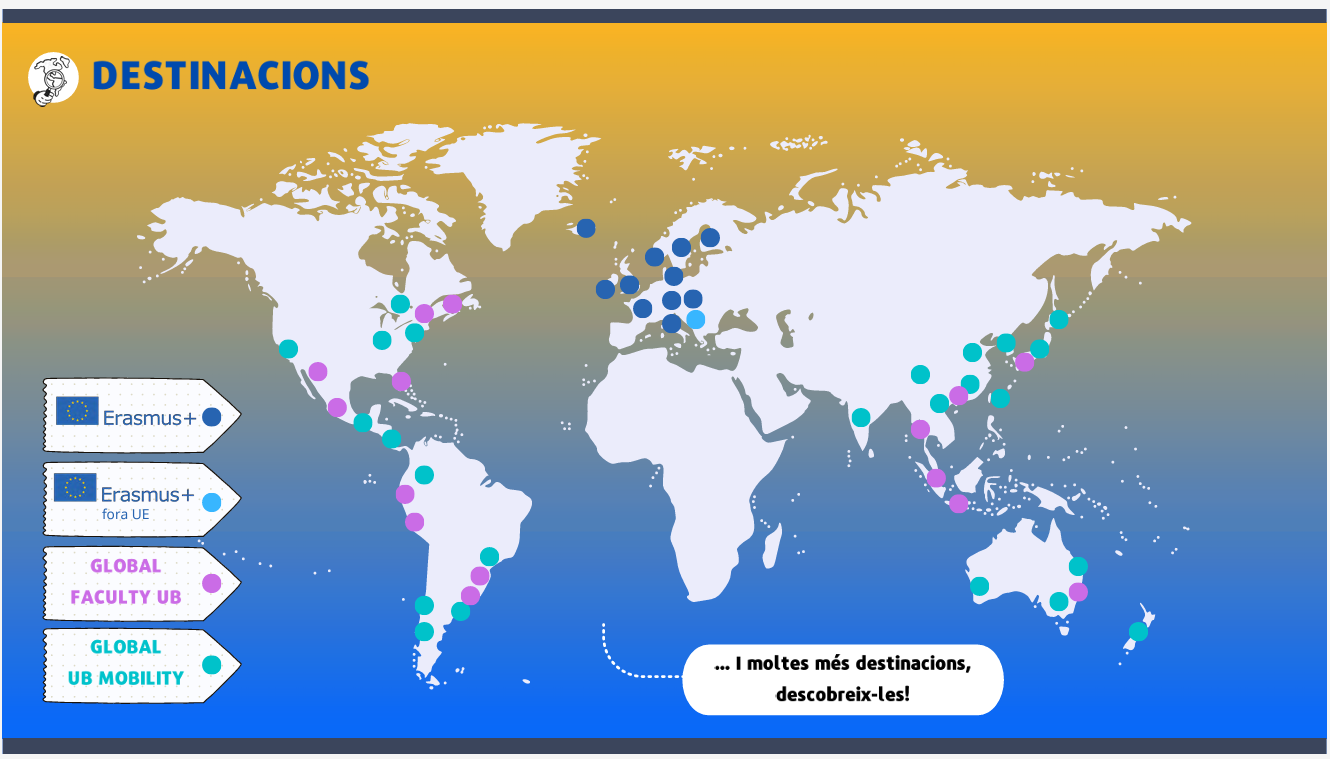 DESTINACIONS
Erasmus+
Erasmus+
fora UE
GLOBAL
FACULTY UB
GLOBAL
UB MOBILITY
... I moltes més destinacions,
descobreix-les!